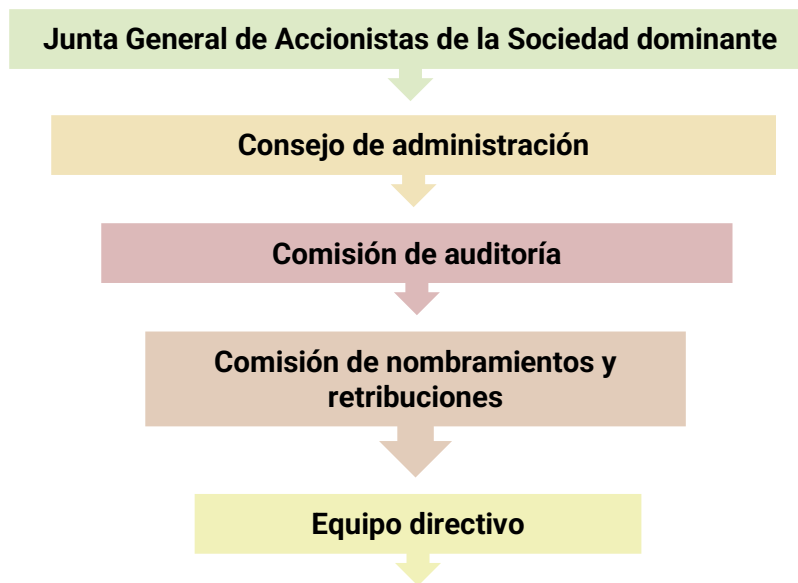 Junta General de Accionistas de la Sociedad dominante
Consejo de administración
Comisión de auditoría
Comisión de nombramientos y
retribuciones
Equipo directivo